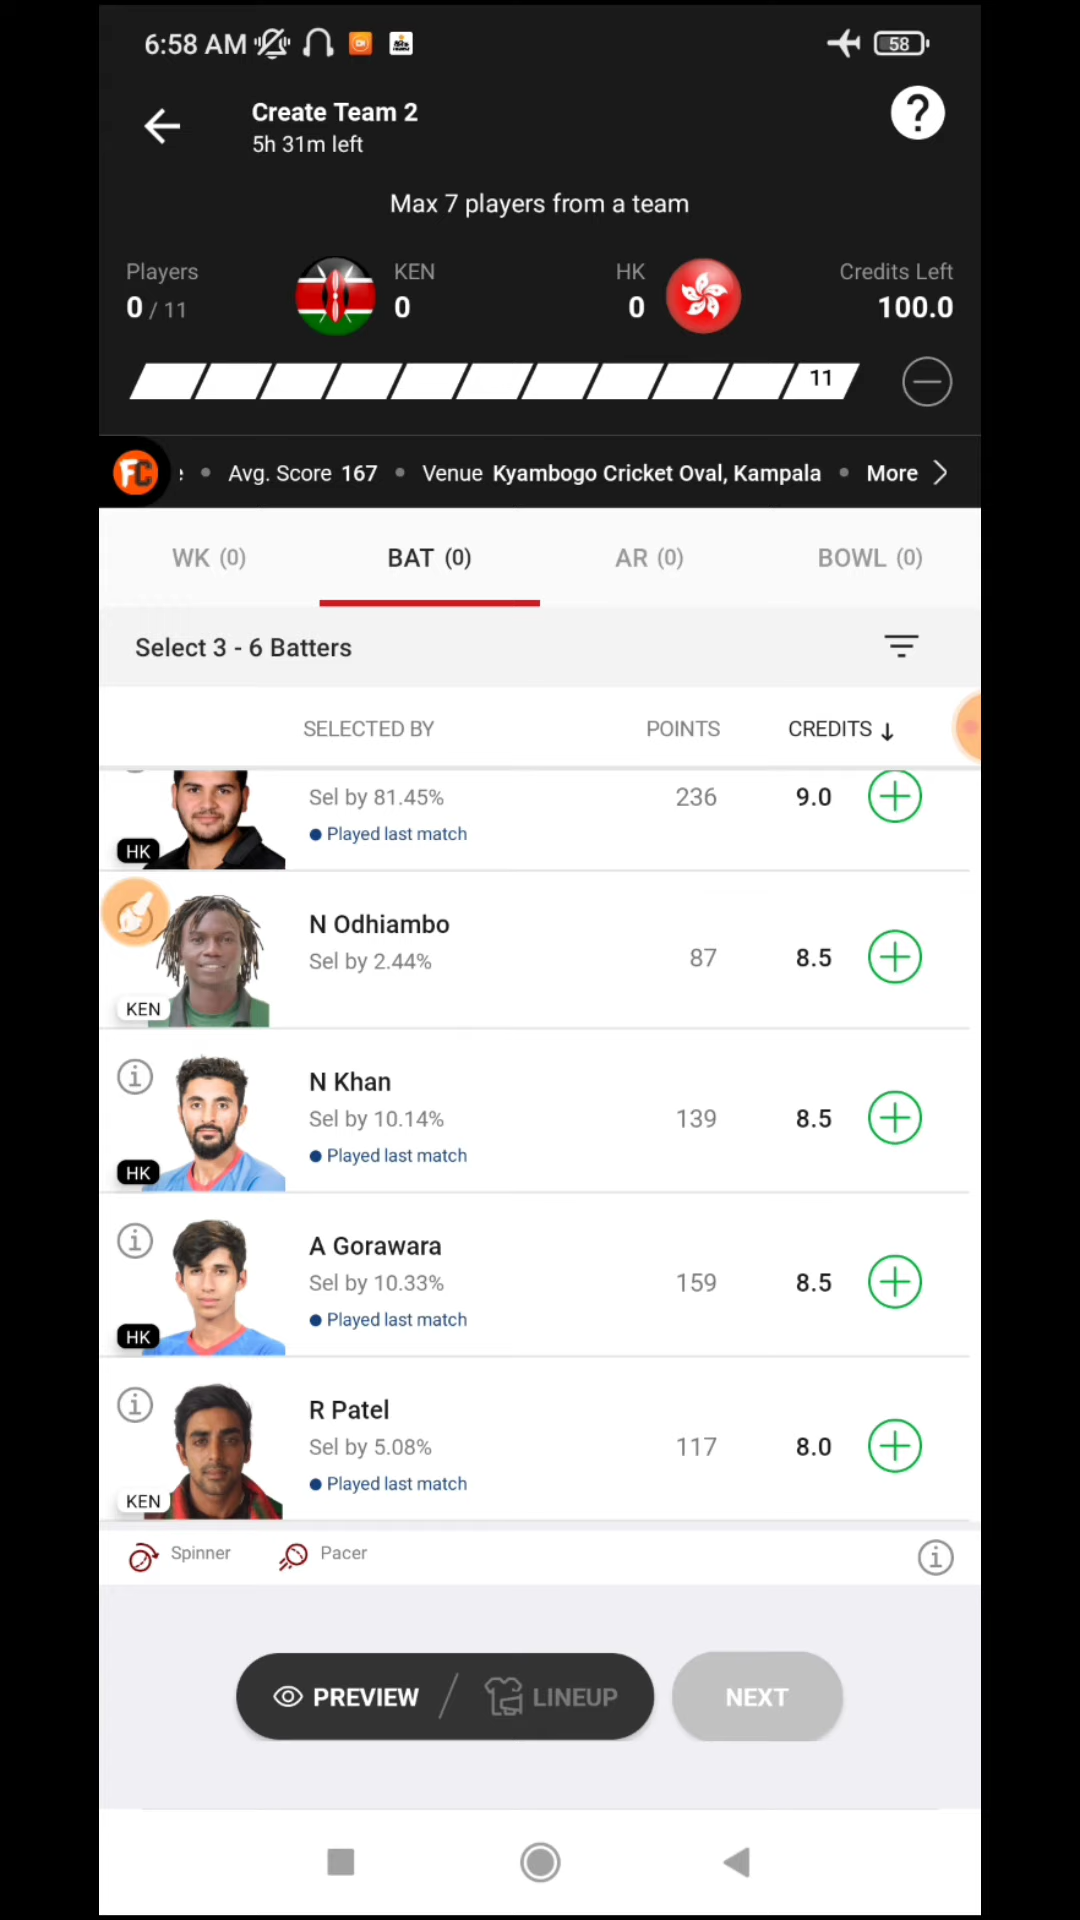 6:58 AM
58
Create Team 2
5h 31m left
Max 7 players from a team
Players
KEN
HK
Credits Left
0 / 11
0
0
100.0
11
FC
Avg. Score 167 • Venue Kyambogo Cricket Oval, Kampala • More
WK (0)
BAT (0)
AR (0)
BOWL (0)
Select 3 - 6 Batters
SELECTED BY
POINTS
CREDITS ↓
Sel by 81.45%
236
9.0
Played last match
HK
N Odhiambo
Sel by 2.44%
87
8.5
KEN
N Khan
Sel by 10.14%
139
8.5
Played last match
HK
A Gorawara
Sel by 10.33%
159
8.5
Played last match
HK
R Patel
Sel by 5.08%
117
8.0
Played last match
KEN
Spinner
Pacer
PREVIEW
LINEUP
NEXT